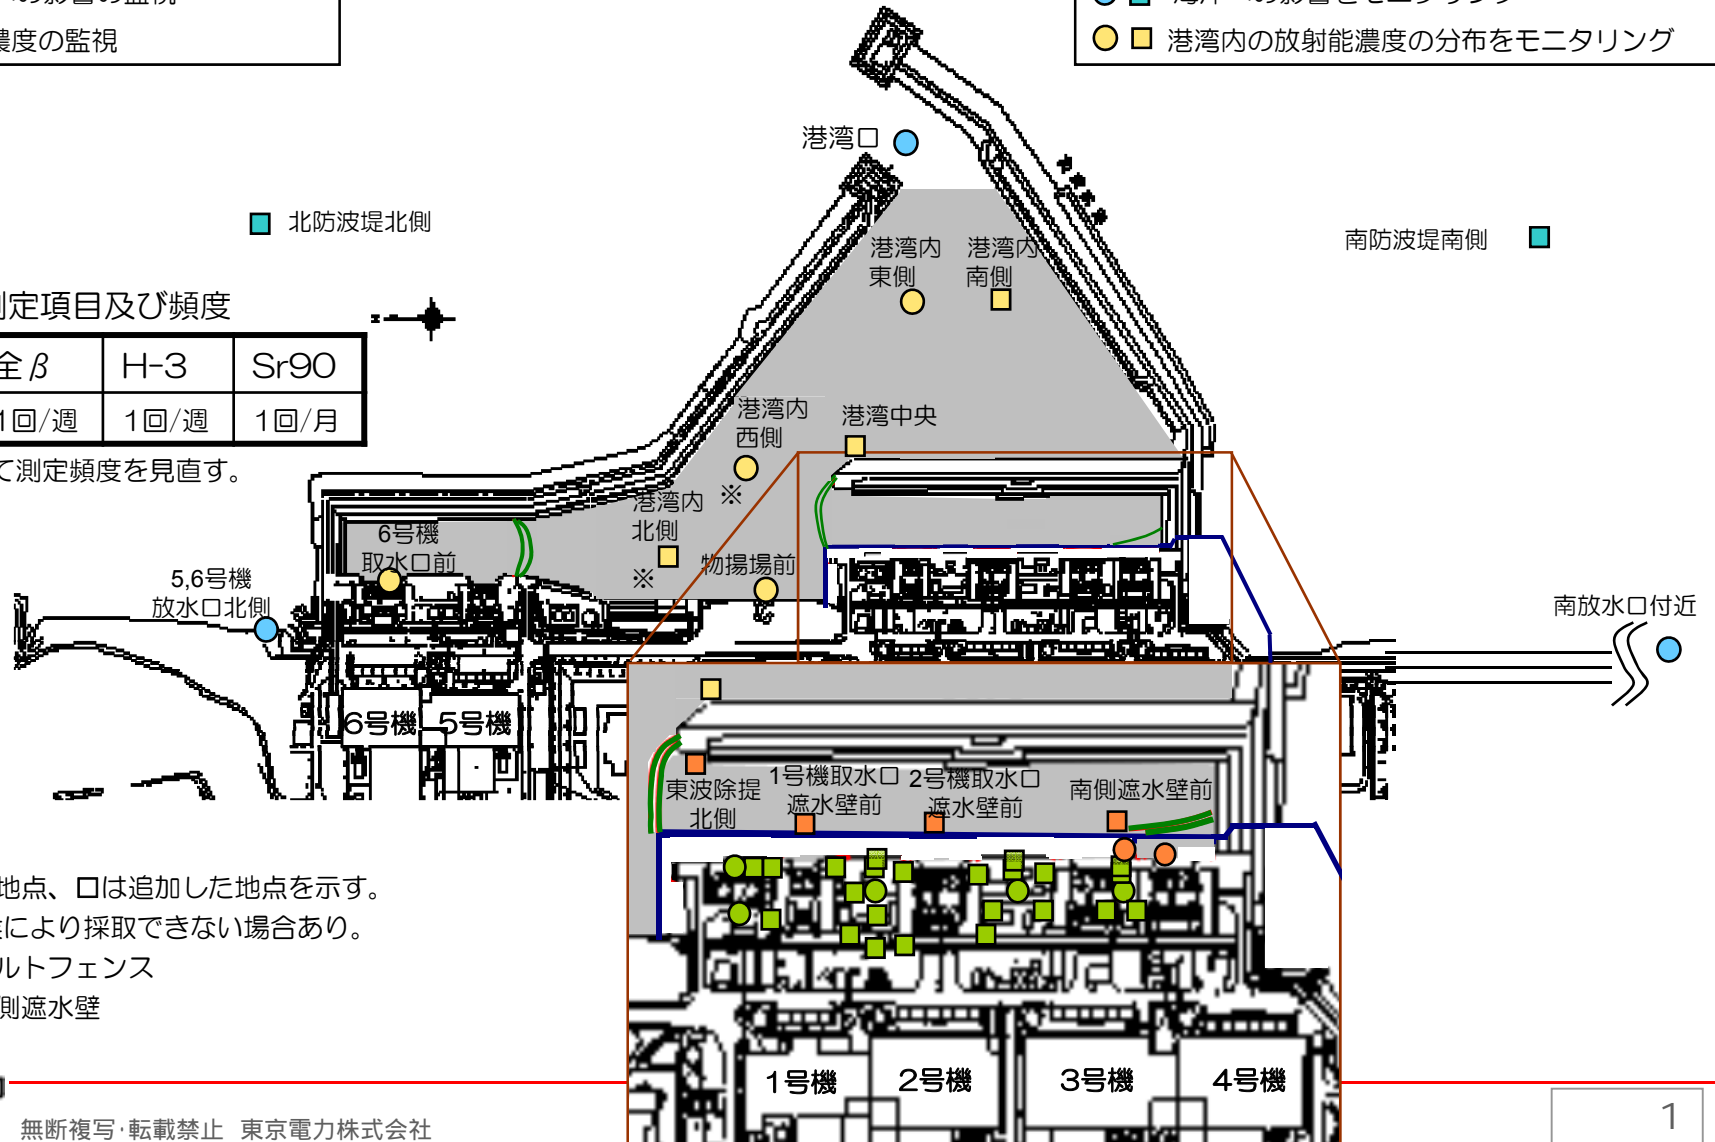 濃度の監視
港湾内の放射能濃度の分布をモニタリング
港湾口
北防波堤北側
南防波堤南側
港湾内
東側
港湾内
南側
測定項目及び頻度
全β H-3 Sr90
1回/週 1回/週 1回/月
て測定頻度を見直す。
港湾内
西側
※
港湾中央
港湾内
北側
※
6号機
取水口前
物揚場前
5,6号機
放水口北側
南放水口付近
6号機 5号機
東波除堤
北側
1号機取水口
遮水壁前
2号機取水口
遮水壁前
南側遮水壁前
地点、口は追加した地点を示す。
により採取できない場合あり。
ルトフェンス
側遮水壁
1号機 2号機 3号機 4号機
無断複写・転載禁止 東京電力株式会社
1